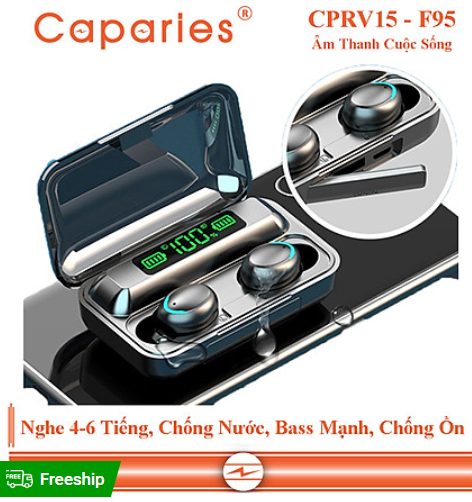 Caparies®
CPRV15 - F95
Âm Thanh Cuộc Sống
100%
Nghe 4-6 Tiếng, Chống Nước, Bass Mạnh, Chống Ồn
FREE
Freeship